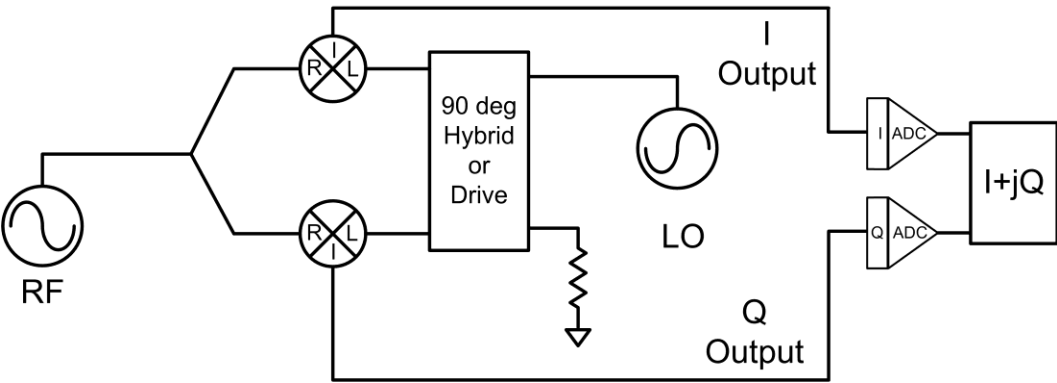 I
R L
I
Output
90 deg
Hybrid
or
Drive
I ADC
I+jQ
R L
I
Q ADC
RF
LO
Q
Output